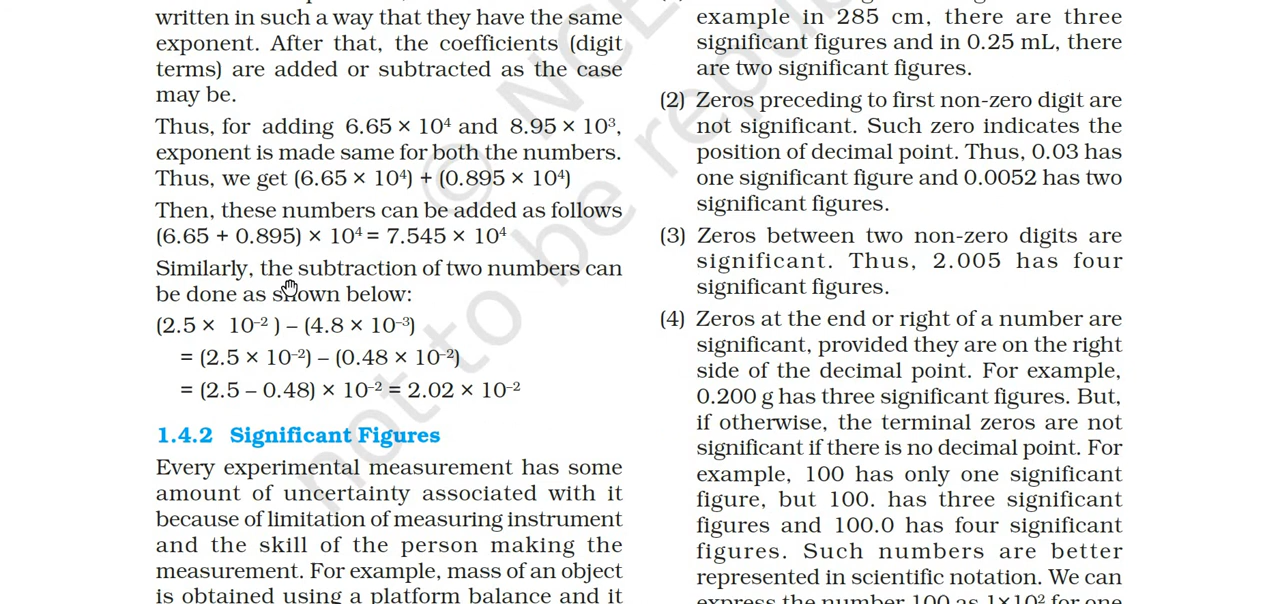 written in such a way that they have the same
exponent. After that, the coefficients (digit
terms) are added or subtracted as the case
may be.
Thus, for adding 6.65 × 10⁴ and 8.95 × 10³,
exponent is made same for both the numbers.
Thus, we get (6.65 × 10⁴) + (0.895 × 10⁴)
Then, these numbers can be added as follows
(6.65 + 0.895) × 10⁴ = 7.545 × 10⁴
Similarly, the subtraction of two numbers can
be done as shown below:
(2.5 × 10⁻² ) – (4.8 × 10⁻³)
= (2.5 × 10⁻²) – (0.48 × 10⁻²)
= (2.5 – 0.48) × 10⁻² = 2.02 × 10⁻²
1.4.2 Significant Figures
Every experimental measurement has some
amount of uncertainty associated with it
because of limitation of measuring instrument
and the skill of the person making the
measurement. For example, mass of an object
is obtained using a platform balance and it
example in 285 cm, there are three
significant figures and in 0.25 mL, there
are two significant figures.
(2) Zeros preceding to first non-zero digit are
not significant. Such zero indicates the
position of decimal point. Thus, 0.03 has
one significant figure and 0.0052 has two
significant figures.
(3) Zeros between two non-zero digits are
significant. Thus, 2.005 has four
significant figures.
(4) Zeros at the end or right of a number are
significant, provided they are on the right
side of the decimal point. For example,
0.200 g has three significant figures. But,
if otherwise, the terminal zeros are not
significant if there is no decimal point. For
example, 100 has only one significant
figure, but 100. has three significant
figures and 100.0 has four significant
figures. Such numbers are better
represented in scientific notation. We can
express the number 100 as 1×10² for one
© NCE
not to be repub